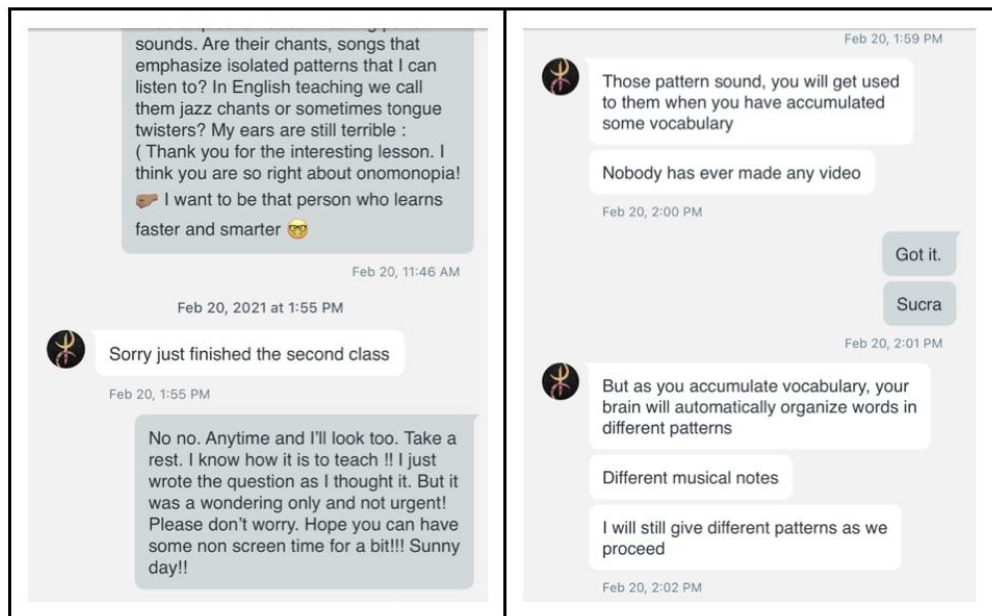 sounds. Are their chants, songs that
emphasize isolated patterns that I can
listen to? In English teaching we call
them jazz chants or sometimes tongue
twisters? My ears are still terrible :
( Thank you for the interesting lesson. I
think you are so right about onomonopia!
🤛🏽 I want to be that person who learns
faster and smarter 🤓
Feb 20, 11:46 AM
Feb 20, 2021 at 1:55 PM
Sorry just finished the second class
Feb 20, 1:55 PM
No no. Anytime and I’ll look too. Take a
rest. I know how it is to teach !! I just
wrote the question as I thought it. But it
was a wondering only and not urgent!
Please don’t worry. Hope you can have
some non screen time for a bit!!! Sunny
day!!
Feb 20, 1:59 PM
Those pattern sound, you will get used
to them when you have accumulated
some vocabulary
Nobody has ever made any video
Feb 20, 2:00 PM
Got it.
Sucra
Feb 20, 2:01 PM
But as you accumulate vocabulary, your
brain will automatically organize words in
different patterns
Different musical notes
I will still give different patterns as we
proceed
Feb 20, 2:02 PM